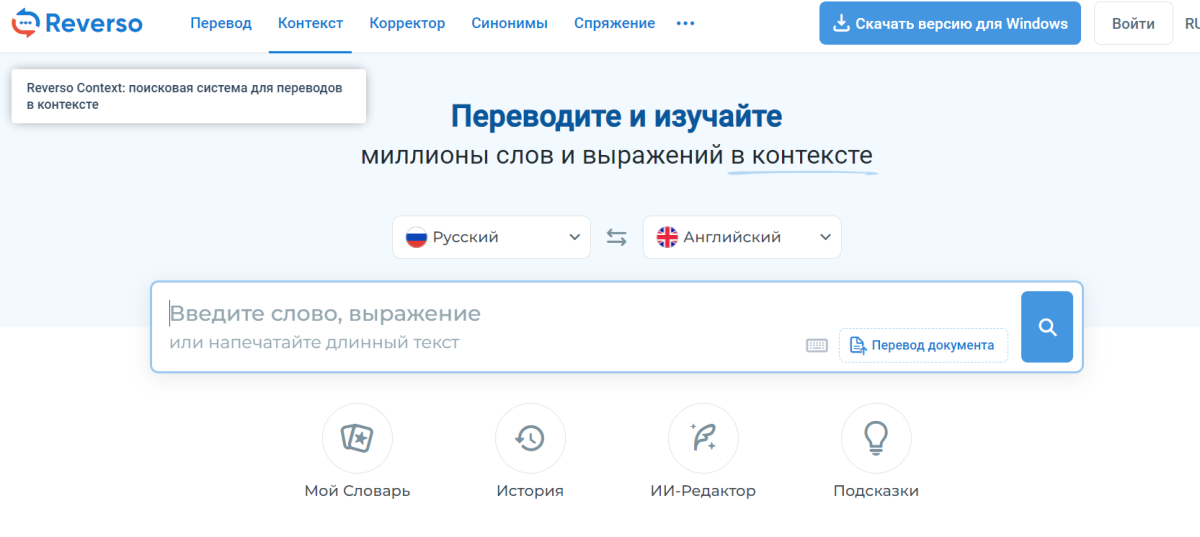 Reverso
Перевод Контекст Корректор Синонимы Спряжение •••
Скачать версию для Windows
Войти
RU
Reverso Context: поисковая система для переводов
в контексте
Переводите и изучайте
миллионы слов и выражений в контексте
Русский
Английский
Введите слово, выражение
или напечатайте длинный текст
Перевод документа
Мой Словарь
История
ИИ-Редактор
Подсказки